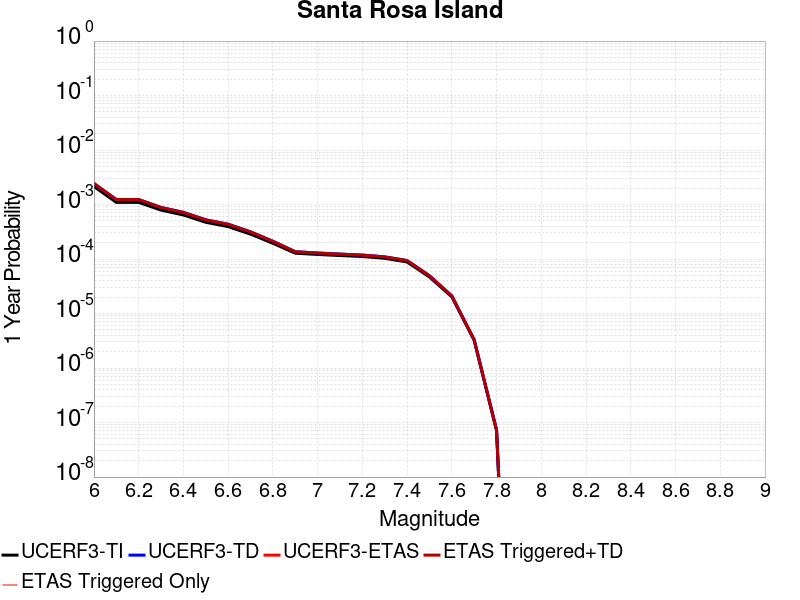 Santa Rosa Island
10^0
10^-1
10^-2
10^-3
10^-4
10^-5
10^-6
10^-7
10^-8
1 Year Probability
6 6.2 6.4 6.6 6.8 7 7.2 7.4 7.6 7.8 8 8.2 8.4 8.6 8.8 9
Magnitude
UCERF3-TI UCERF3-TD UCERF3-ETAS ETAS Triggered+TD
ETAS Triggered Only